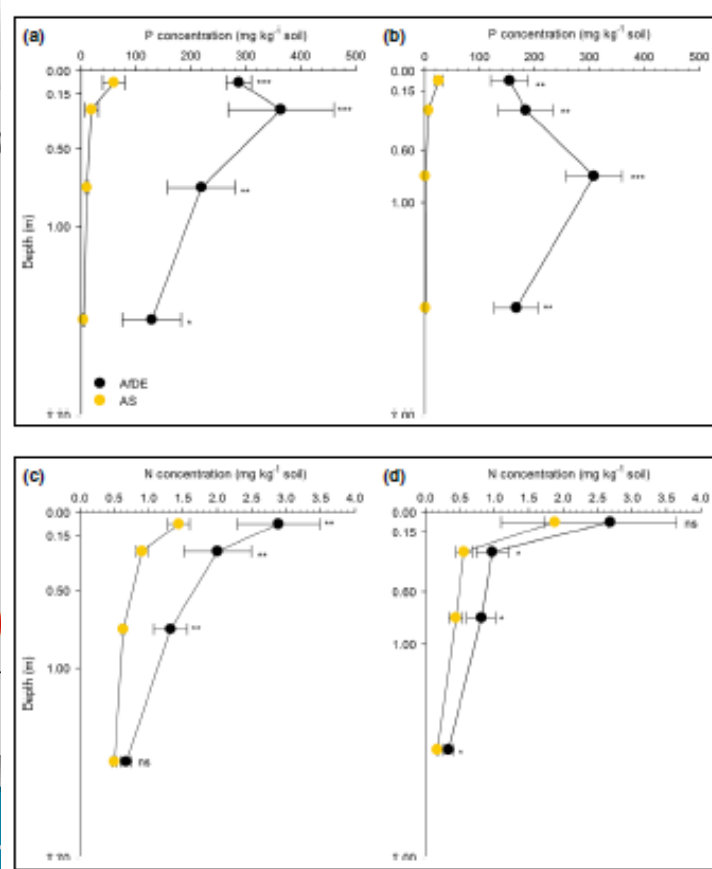 (a)
P concentration (mg kg-1 soil)
0 100 200 300 400 500
0.00
0.15
0.50
1.00
Depth (m)
***
***
**
*
AfDE
AS
(b)
P concentration (mg kg-1 soil)
0 100 200 300 400 500
0.00
0.15
0.60
1.00
**
**
***
**
(c)
N concentration (mg kg-1 soil)
0.0 0.5 1.0 1.5 2.0 2.5 3.0 3.5 4.0
0.00
0.15
0.50
1.00
Depth (m)
**
**
**
ns
(d)
N concentration (mg kg-1 soil)
0.0 0.5 1.0 1.5 2.0 2.5 3.0 3.5 4.0
0.00
0.15
0.60
1.00
ns
*
*
*